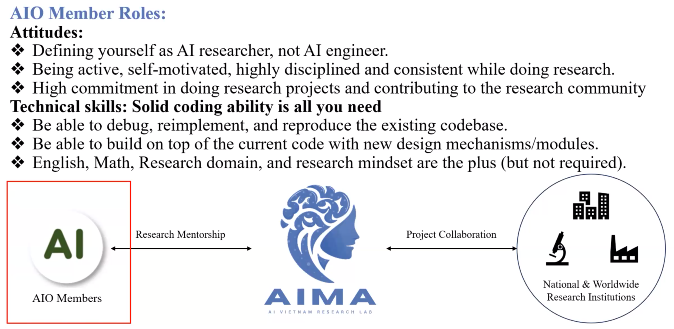 AIO Member Roles:
Attitudes:
❖ Defining yourself as AI researcher, not AI engineer.
❖ Being active, self-motivated, highly disciplined and consistent while doing research.
❖ High commitment in doing research projects and contributing to the research community
Technical skills: Solid coding ability is all you need
❖ Be able to debug, reimplement, and reproduce the existing codebase.
❖ Be able to build on top of the current code with new design mechanisms/modules.
❖ English, Math, Research domain, and research mindset are the plus (but not required).
AI
AIO Members
Research Mentorship
AIMA
AI VIETNAM RESEARCH LAB
Project Collaboration
National & Worldwide
Research Institutions